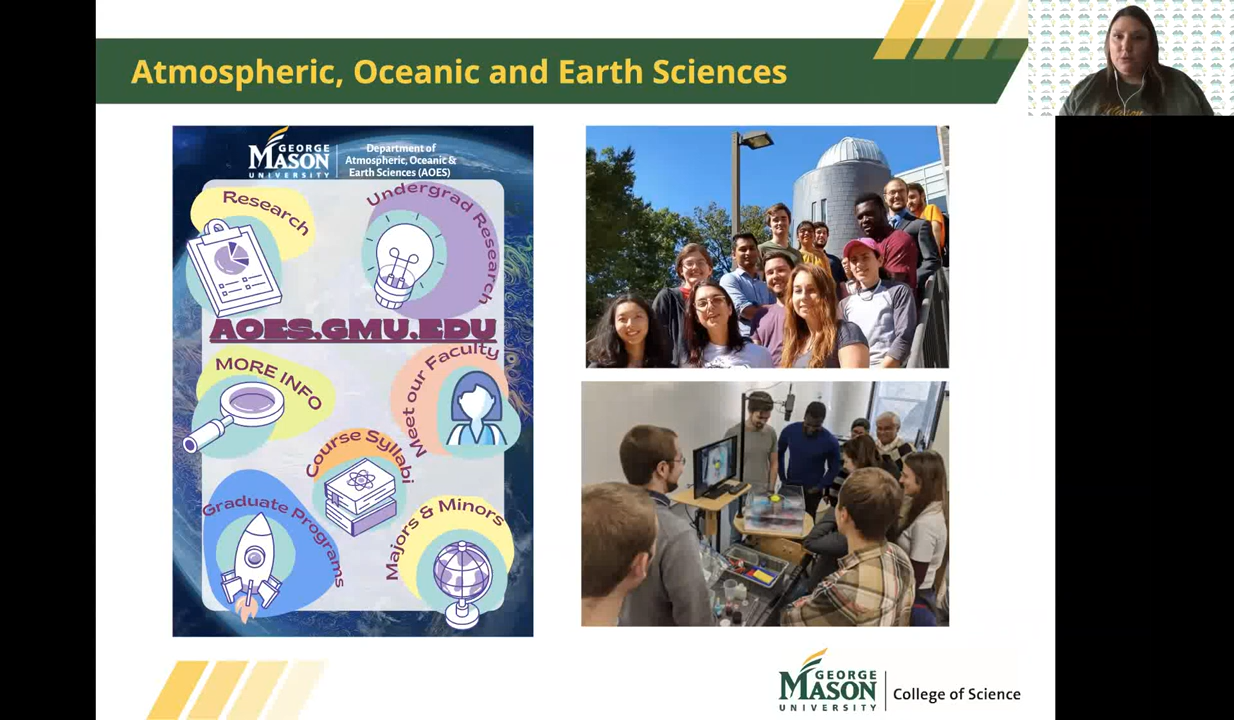 Atmospheric, Oceanic and Earth Sciences
GEORGE
MASON
UNIVERSITY
Department of
Atmospheric, Oceanic &
Earth Sciences (AOES)
Research
Undergrad Research
AOES.GMU.EDU
MORE INFO
Meet our Faculty
Course Syllabi
Graduate Programs
Majors & Minors
GEORGE
MASON
UNIVERSITY
College of Science